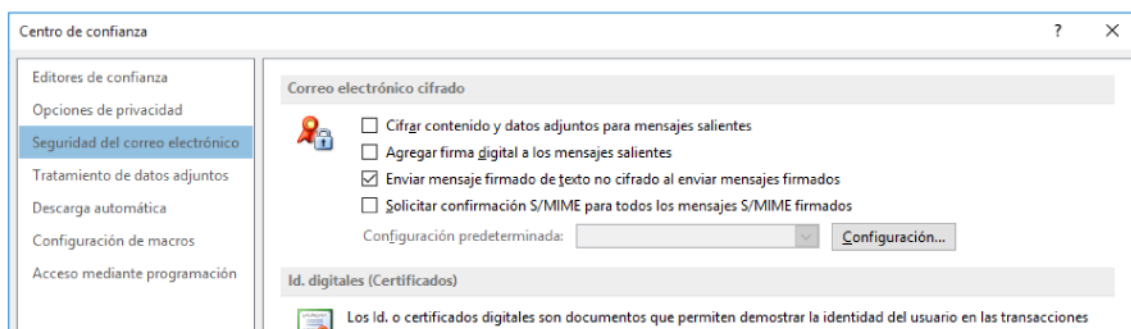 Centro de confianza
?
Editores de confianza
Opciones de privacidad
Seguridad del correo electrónico
Tratamiento de datos adjuntos
Descarga automática
Configuración de macros
Acceso mediante programación
Correo electrónico cifrado
Cifrar contenido y datos adjuntos para mensajes salientes
Agregar firma digital a los mensajes salientes
Enviar mensaje firmado de texto no cifrado al enviar mensajes firmados
Solicitar confirmación S/MIME para todos los mensajes S/MIME firmados
Configuración predeterminada: Configuración...
Id. digitales (Certificados)
Los Id. o certificados digitales son documentos que permiten demostrar la identidad del usuario en las transacciones